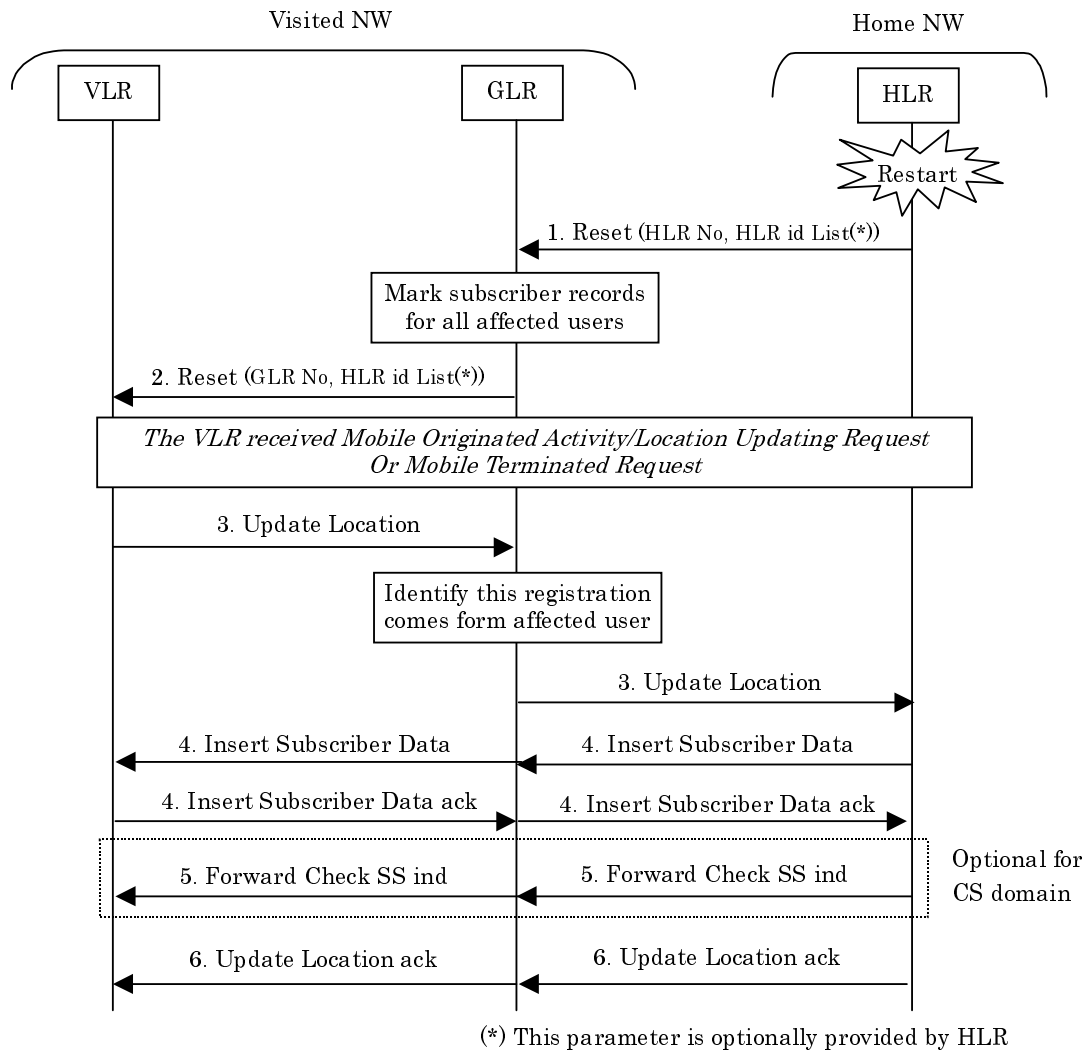 Visited NW
Home NW
VLR
GLR
HLR
Restart
1. Reset (HLR No, HLR id List(*))
Mark subscriber records
for all affected users
2. Reset (GLR No, HLR id List(*))
The VLR received Mobile Originated Activity/Location Updating Request
Or Mobile Terminated Request
3. Update Location
Identify this registration
comes form affected user
3. Update Location
4. Insert Subscriber Data
4. Insert Subscriber Data
4. Insert Subscriber Data ack
4. Insert Subscriber Data ack
Optional for
CS domain
5. Forward Check SS ind
5. Forward Check SS ind
6. Update Location ack
6. Update Location ack
(*) This parameter is optionally provided by HLR